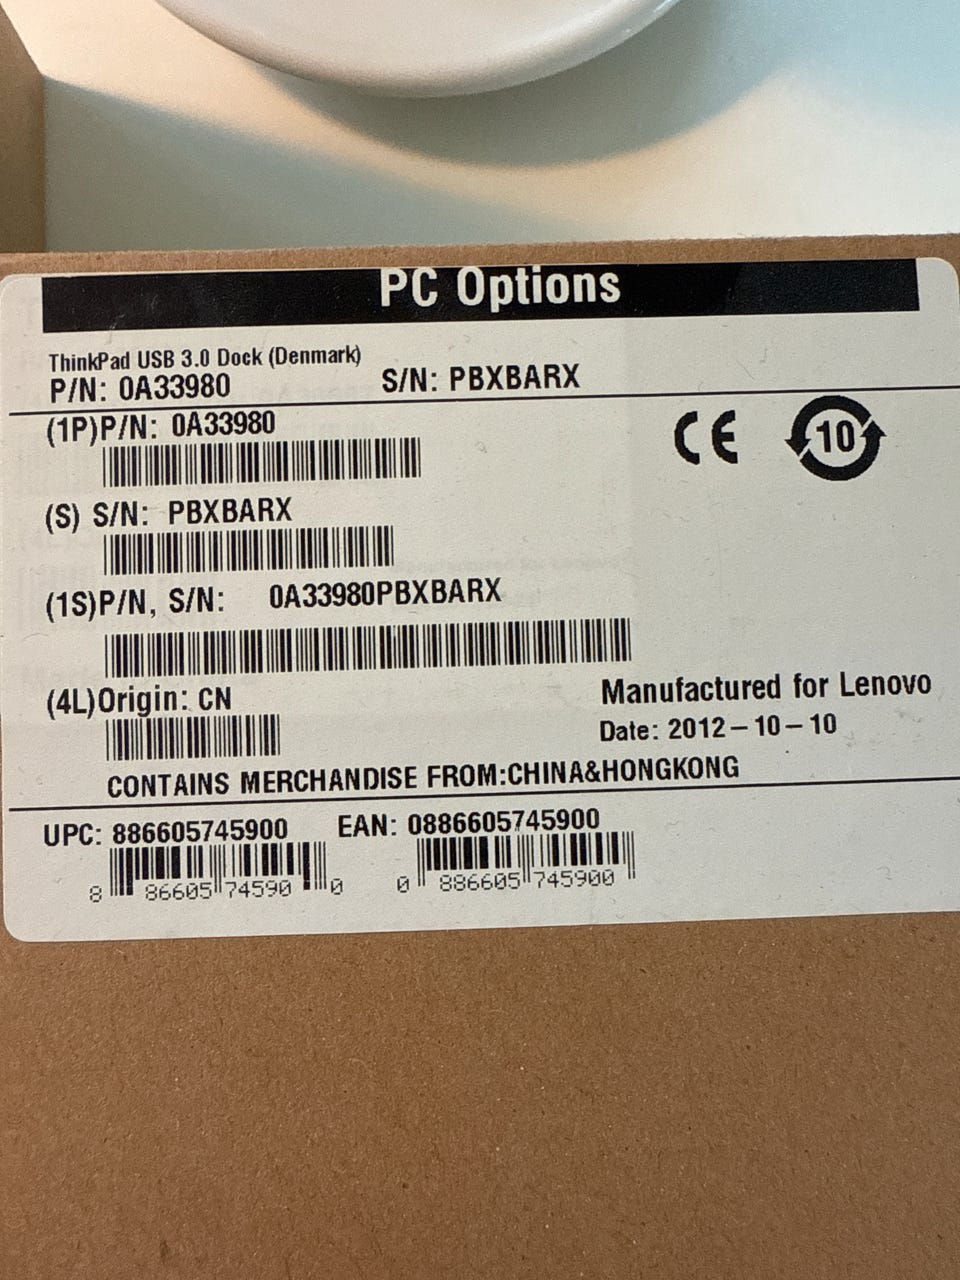 PC Options
ThinkPad USB 3.0 Dock (Denmark)
P/N: 0A33980 S/N: PBXBARX
(1P)P/N: 0A33980
CE 10
(S) S/N: PBXBARX
(1S)P/N, S/N: 0A33980PBXBARX
(4L)Origin: CN
Manufactured for Lenovo
Date: 2012-10-10
CONTAINS MERCHANDISE FROM:CHINA&HONGKONG
UPC: 886605745900 EAN: 0886605745900
8 86605 74590 0 0 886605 745900